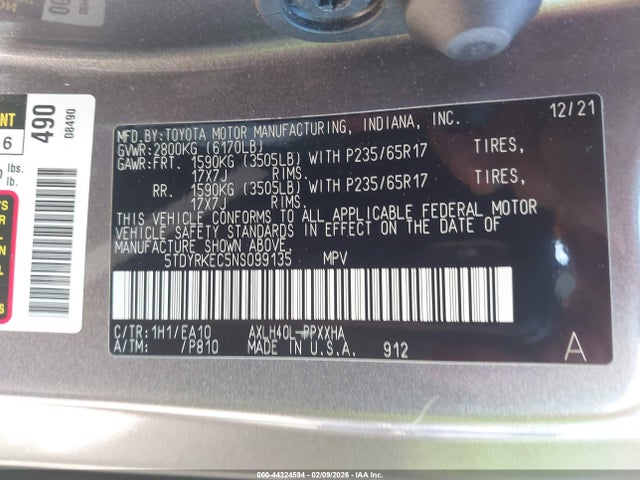 MFD.BY:TOYOTA MOTOR MANUFACTURING, INDIANA, INC. 12/21
GVWR:2800KG (6170LB)
GAWR:FRT. 1590KG (3505LB) WITH P235/65R17 TIRES,
17X7J RIMS.
RR. 1590KG (3505LB) WITH P235/65R17 TIRES,
17X7J RIMS.
THIS VEHICLE CONFORMS TO ALL APPLICABLE FEDERAL MOTOR
VEHICLE SAFETY STANDARDS IN EFFECT ON THE DATE OF
MANUFACTURE SHOWN ABOVE.
5TDYRKEC5NS099135 MPV
C/TR: 1H1/EA10 AXLH40L-PPXXHA
A/TM: 7P810 MADE IN U.S.A. 912 A
490
08490
6
lbs.
lb.
000-44324594 - 02/09/2026 - IAA Inc.